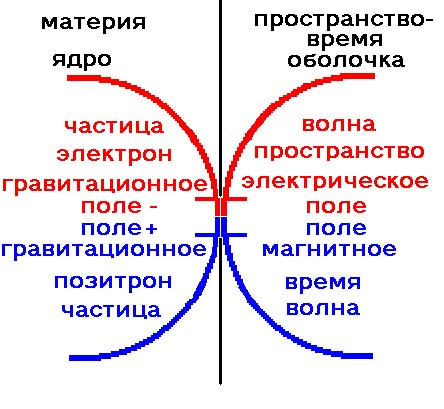 материя
ядро
частица
электрон
гравитационное
поле -
поле+
гравитационное
позитрон
частица
пространство-
время
оболочка
волна
пространство
электрическое
поле
поле
магнитное
время
волна